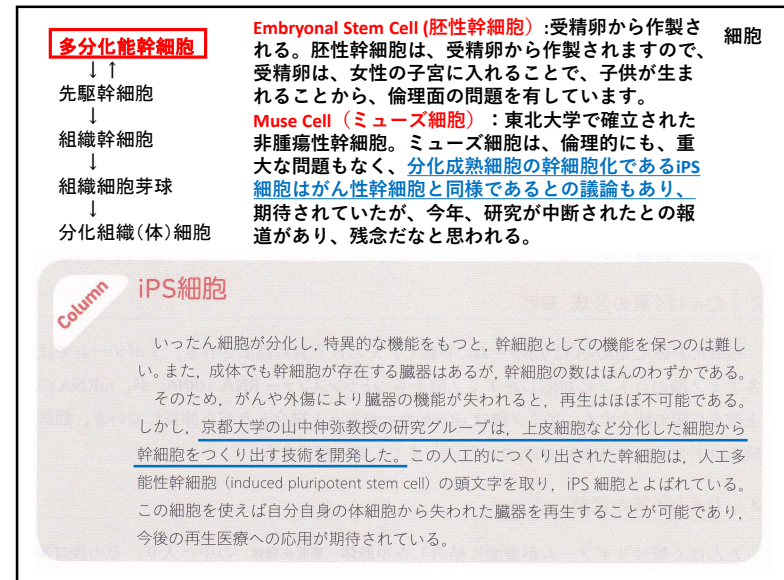 多分化能幹細胞
↓↑
先駆幹細胞
↓
組織幹細胞
↓
組織細胞芽球
↓
分化組織(体)細胞
Embryonal Stem Cell (胚性幹細胞）:受精卵から作製さ
れる。胚性幹細胞は、受精卵から作製されますので、
受精卵は、女性の子宮に入れることで、子供が生ま
れることから、倫理面の問題を有しています。
Muse Cell（ミューズ細胞）：東北大学で確立された
非腫瘍性幹細胞。ミューズ細胞は、倫理的にも、重
大な問題もなく、分化成熟細胞の幹細胞化であるiPS
細胞はがん性幹細胞と同様であるとの議論もあり、
期待されていたが、今年、研究が中断されたとの報
道があり、残念だなと思われる。
細胞
Column
iPS細胞
いったん細胞が分化し，特異的な機能をもつと，幹細胞としての機能を保つのは難し
い。また，成体でも幹細胞が存在する臓器はあるが，幹細胞の数はほんのわずかである。
そのため，がんや外傷により臓器の機能が失われると，再生はほぼ不可能である。
しかし，京都大学の山中伸弥教授の研究グループは，上皮細胞など分化した細胞から
幹細胞をつくり出す技術を開発した。この人工的につくり出された幹細胞は，人工多
能性幹細胞（induced pluripotent stem cell）の頭文字を取り，iPS 細胞とよばれている。
この細胞を使えば自分自身の体細胞から失われた臓器を再生することが可能であり，
今後の再生医療への応用が期待されている。